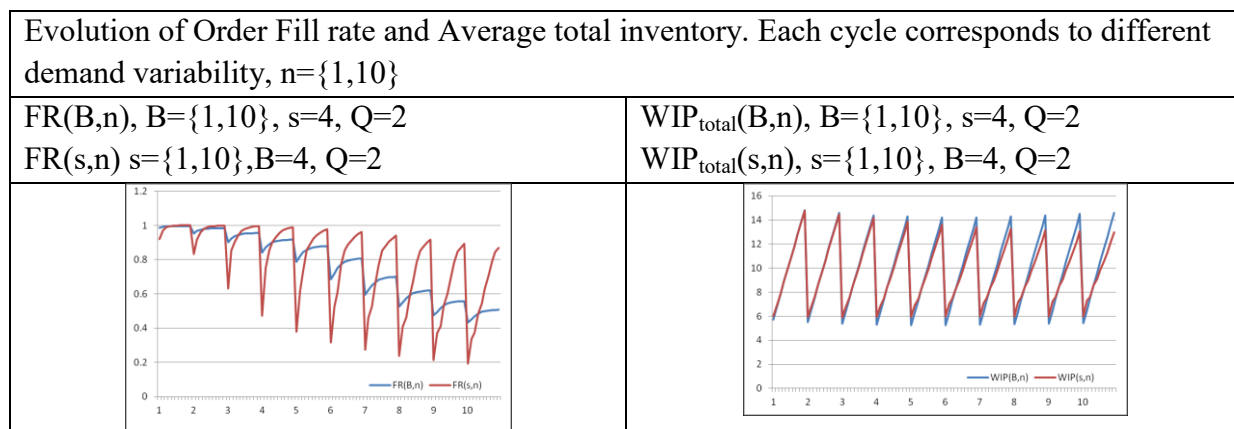 Evolution of Order Fill rate and Average total inventory. Each cycle corresponds to different
demand variability, n={1,10}
FR(B,n), B={1,10}, s=4, Q=2
FR(s,n) s={1,10},B=4, Q=2
WIPtotal(B,n), B={1,10}, s=4, Q=2
WIPtotal(s,n), s={1,10}, B=4, Q=2
1.2
1
0.8
0.6
0.4
0.2
0
1 2 3 4 5 6 7 8 9 10
FR(B,n) FR(s,n)
16
14
12
10
8
6
4
2
0
1 2 3 4 5 6 7 8 9 10
WIP(B,n) WIP(s,n)